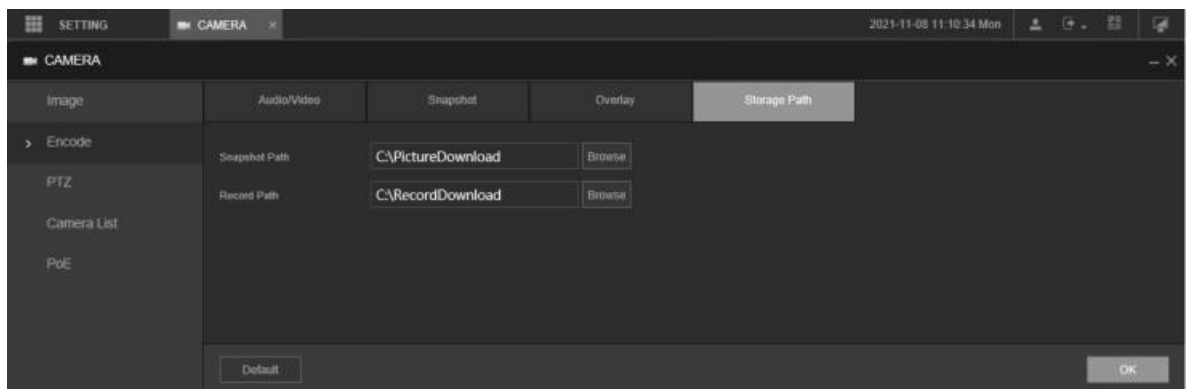 SETTING CAMERA × 2021-11-08 11:10:34 Mon
CAMERA
Image Audio/Video Snapshot Overlay Storage Path
Encode
Snapshot Path C:\PictureDownload Browse
PTZ
Record Path C:\RecordDownload Browse
Camera List
PoE
Default OK